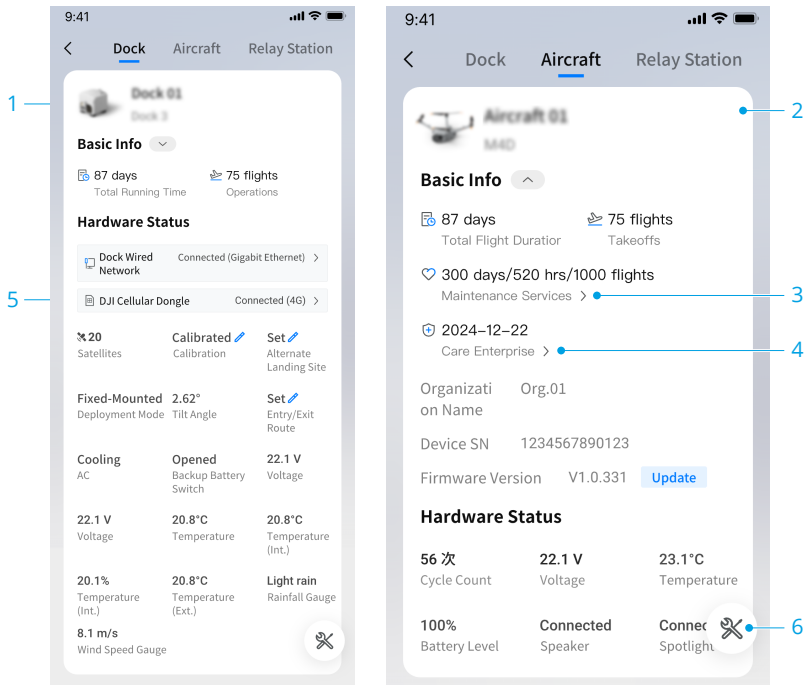 9:41
Dock Aircraft Relay Station
Dock 01
Dock 3
Basic Info
87 days 75 flights
Total Running Time Operations
Hardware Status
Dock Wired Connected (Gigabit Ethernet)
Network
DJI Cellular Dongle Connected (4G)
20 Calibrated Set
Satellites Calibration Alternate
Landing Site
Fixed-Mounted 2.62° Set
Deployment Mode Tilt Angle Entry/Exit
Route
Cooling Opened 22.1 V
AC Backup Battery Voltage
Switch
22.1 V 20.8°C 20.8°C
Voltage Temperature Temperature
(Int.)
20.1% 20.8°C Light rain
Temperature Temperature Rainfall Gauge
(Int.) (Ext.)
8.1 m/s
Wind Speed Gauge
1
5
9:41
Dock Aircraft Relay Station
Aircraft 01
M4D
Basic Info
87 days 75 flights
Total Flight Duratior Takeoffs
300 days/520 hrs/1000 flights
Maintenance Services
2024-12-22
Care Enterprise
Organizati Org.01
on Name
Device SN 1234567890123
Firmware Version V1.0.331 Update
Hardware Status
56 次 22.1 V 23.1°C
Cycle Count Voltage Temperature
100% Connected Connec
Battery Level Speaker Spotlight
2
3
4
6